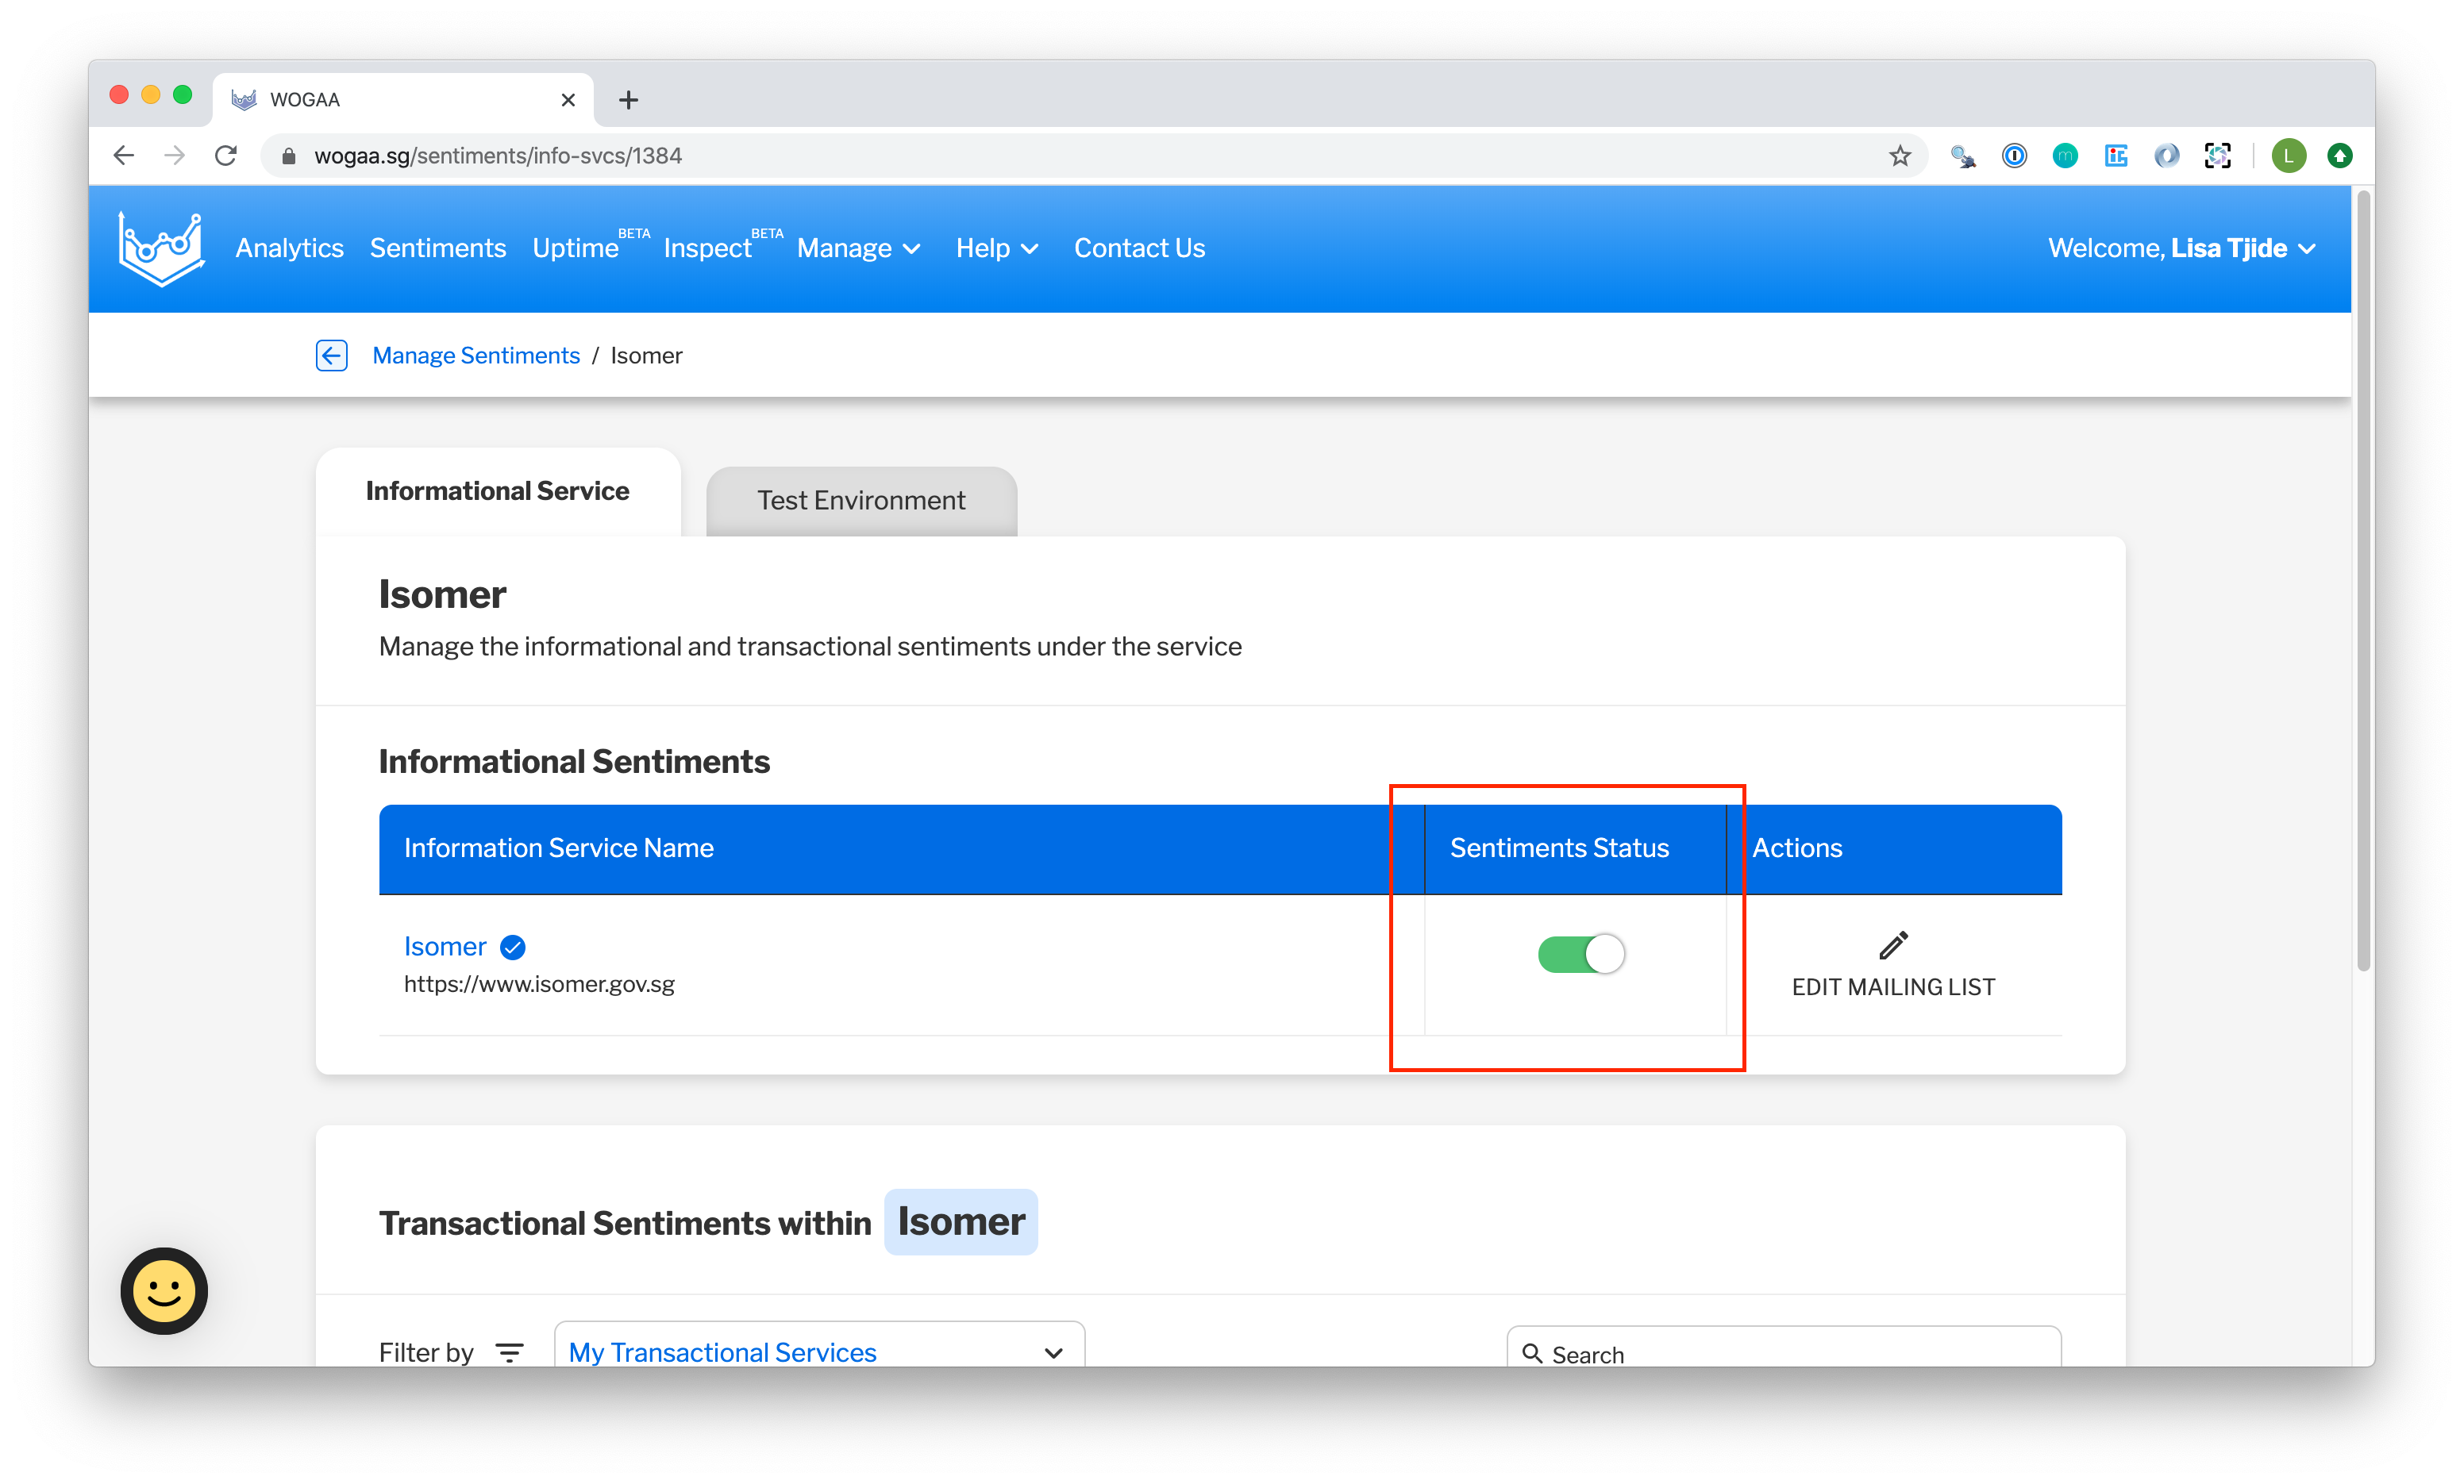 WOGAA
wogaa.sg/sentiments/info-svcs/1384
L
Analytics Sentiments Uptime BETA Inspect BETA Manage Help Contact Us Welcome, Lisa Tjide
Manage Sentiments / Isomer
Informational Service
Test Environment
Isomer
Manage the informational and transactional sentiments under the service
Informational Sentiments
Information Service Name Sentiments Status Actions
Isomer
https://www.isomer.gov.sg
EDIT MAILING LIST
Transactional Sentiments within Isomer
Filter by My Transactional Services Search